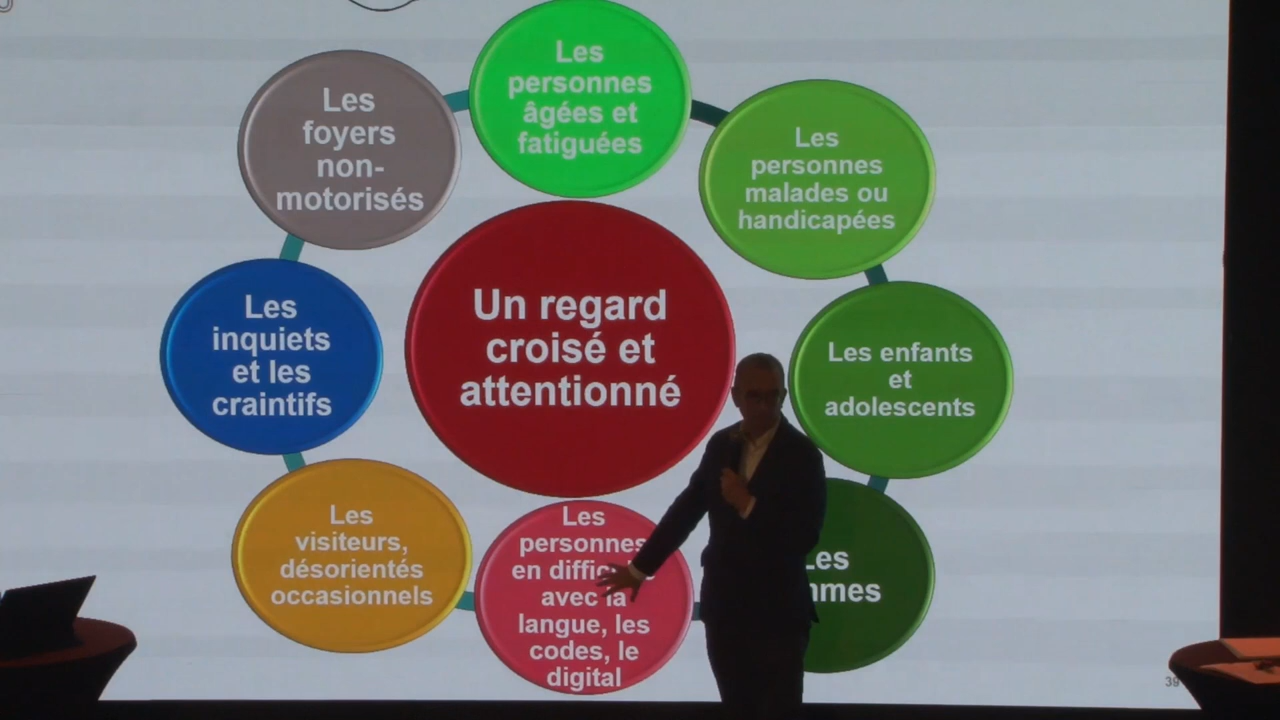 Les
personnes
âgées et
fatiguées
Les
foyers
non-
motorisés
Les
personnes
malades ou
handicapées
Un regard
croisé et
attentionné
Les
inquiets
et les
craintifs
Les enfants
et
adolescents
Les
visiteurs,
désorientés
occasionnels
Les
personnes
en
avec la
langue, les
codes, le
digital
Les
39